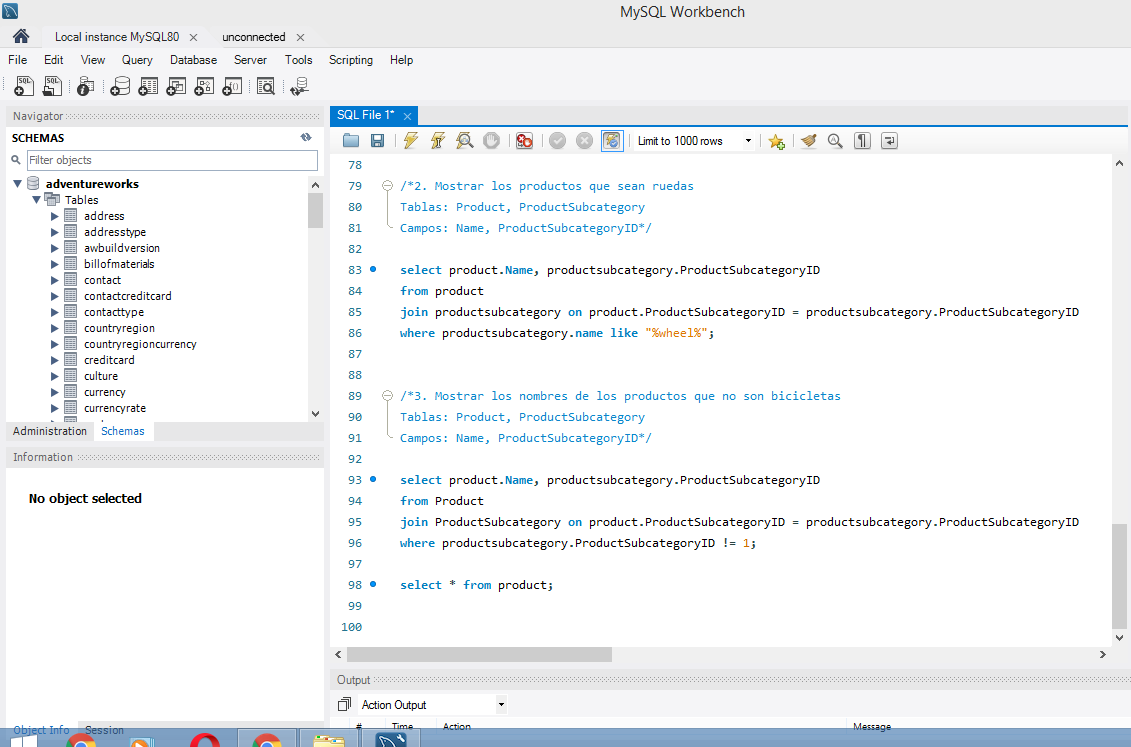 MySQL Workbench
Local instance MySQL80 × unconnected ×
File Edit View Query Database Server Tools Scripting Help
Navigator
SCHEMAS
Filter objects
adventureworks
Tables
address
addresstype
awbuildversion
billofmaterials
contact
contactcreditcard
contacttype
countryregion
countryregioncurrency
creditcard
culture
currency
currencyrate
Administration Schemas
Information
No object selected
Object Info Session
SQL File 1* ×
Limit to 1000 rows
78
79 /*2. Mostrar los productos que sean ruedas
80 Tablas: Product, ProductSubcategory
81 Campos: Name, ProductSubcategoryID*/
82
83 select product.Name, productsubcategory.ProductSubcategoryID
84 from product
85 join productsubcategory on product.ProductSubcategoryID = productsubcategory.ProductSubcategoryID
86 where productsubcategory.name like "%wheel%";
87
88
89 /*3. Mostrar los nombres de los productos que no son bicicletas
90 Tablas: Product, ProductSubcategory
91 Campos: Name, ProductSubcategoryID*/
92
93 select product.Name, productsubcategory.ProductSubcategoryID
94 from Product
95 join ProductSubcategory on product.ProductSubcategoryID = productsubcategory.ProductSubcategoryID
96 where productsubcategory.ProductSubcategoryID != 1;
97
98 select * from product;
99
100
Output
Action Output
# Time Action Message